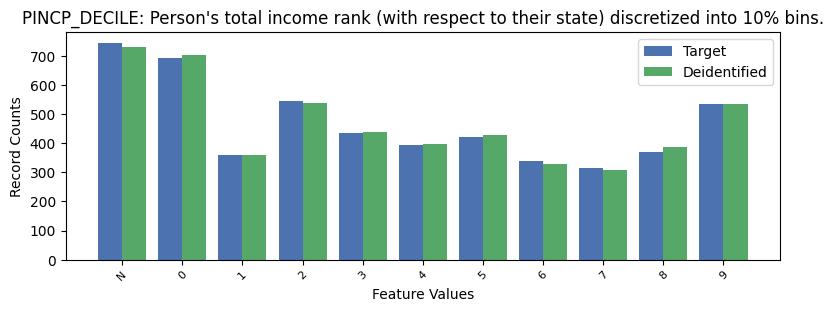 PINCP_DECILE: Person's total income rank (with respect to their state) discretized into 10% bins.
Target
Deidentified
Record Counts
700
600
500
400
300
200
100
0
N 0 1 2 3 4 5 6 7 8 9
Feature Values